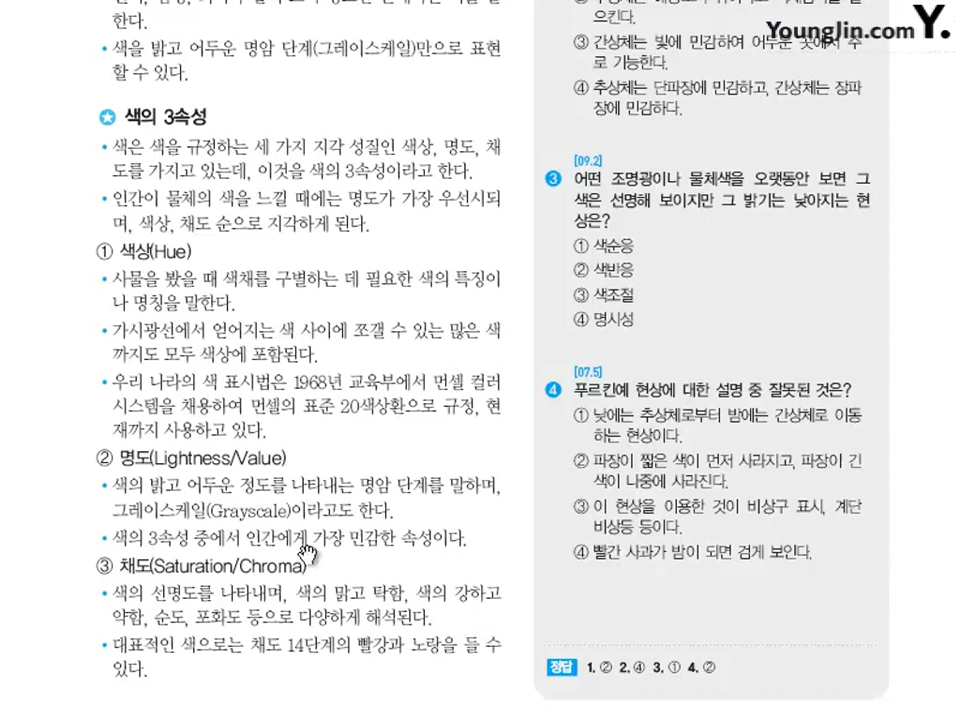 한다.
• 색을 밝고 어두운 명암 단계(그레이스케일)만으로 표현
할 수 있다.
색의 3속성
• 색은 색을 규정하는 세 가지 지각 성질인 색상, 명도, 채
도를 가지고 있는데, 이것을 색의 3속성이라고 한다.
• 인간이 물체의 색을 느낄 때에는 명도가 가장 우선시되
며, 색상, 채도 순으로 지각하게 된다.
① 색상(Hue)
• 사물을 봤을 때 색채를 구별하는 데 필요한 색의 특징이
나 명칭을 말한다.
• 가시광선에서 얻어지는 색 사이에 쪼갤 수 있는 많은 색
까지도 모두 색상에 포함된다.
• 우리 나라의 색 표시법은 1968년 교육부에서 먼셀 컬러
시스템을 채용하여 먼셀의 표준 20색상환으로 규정, 현
재까지 사용하고 있다.
② 명도(Lightness/Value)
• 색의 밝고 어두운 정도를 나타내는 명암 단계를 말하며,
그레이스케일(Grayscale)이라고도 한다.
• 색의 3속성 중에서 인간에게 가장 민감한 속성이다.
③ 채도(Saturation/Chroma)
• 색의 선명도를 나타내며, 색의 맑고 탁함, 색의 강하고
약함, 순도, 포화도 등으로 다양하게 해석된다.
• 대표적인 색으로는 채도 14단계의 빨강과 노랑을 들 수
있다.
YoungJin.com Y.
으킨다.
③ 간상체는 빛에 민감하여 어두운 곳에서 주
로 기능한다.
④ 추상체는 단파장에 민감하고, 간상체는 장파
장에 민감하다.
[09.2]
3 어떤 조명광이나 물체색을 오랫동안 보면 그
색은 선명해 보이지만 그 밝기는 낮아지는 현
상은?
① 색순응
② 색반응
③ 색조절
④ 명시성
[07.5]
4 푸르킨예 현상에 대한 설명 중 잘못된 것은?
① 낮에는 추상체로부터 밤에는 간상체로 이동
하는 현상이다.
② 파장이 짧은 색이 먼저 사라지고, 파장이 긴
색이 나중에 사라진다.
③ 이 현상을 이용한 것이 비상구 표시, 계단
비상등 등이다.
④ 빨간 사과가 밤이 되면 검게 보인다.
정답 1. ② 2. ④ 3. ① 4. ②